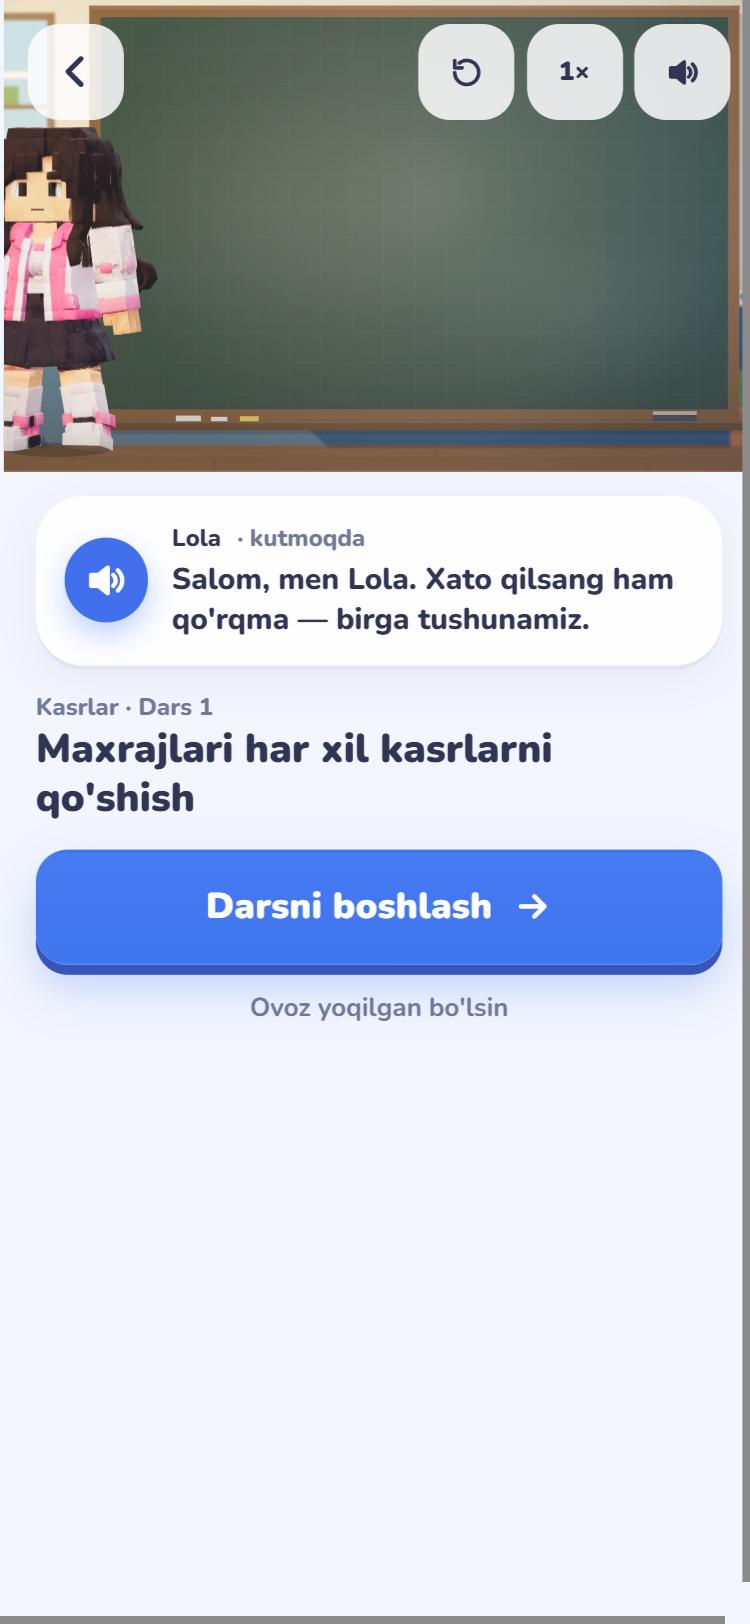 1×
Lola · kutmoqda
Salom, men Lola. Xato qilsang ham
qo'rqma — birga tushunamiz.
Kasrlar · Dars 1
Maxrajlari har xil kasrlarni
qo'shish
Darsni boshlash →
Ovoz yoqilgan bo'lsin